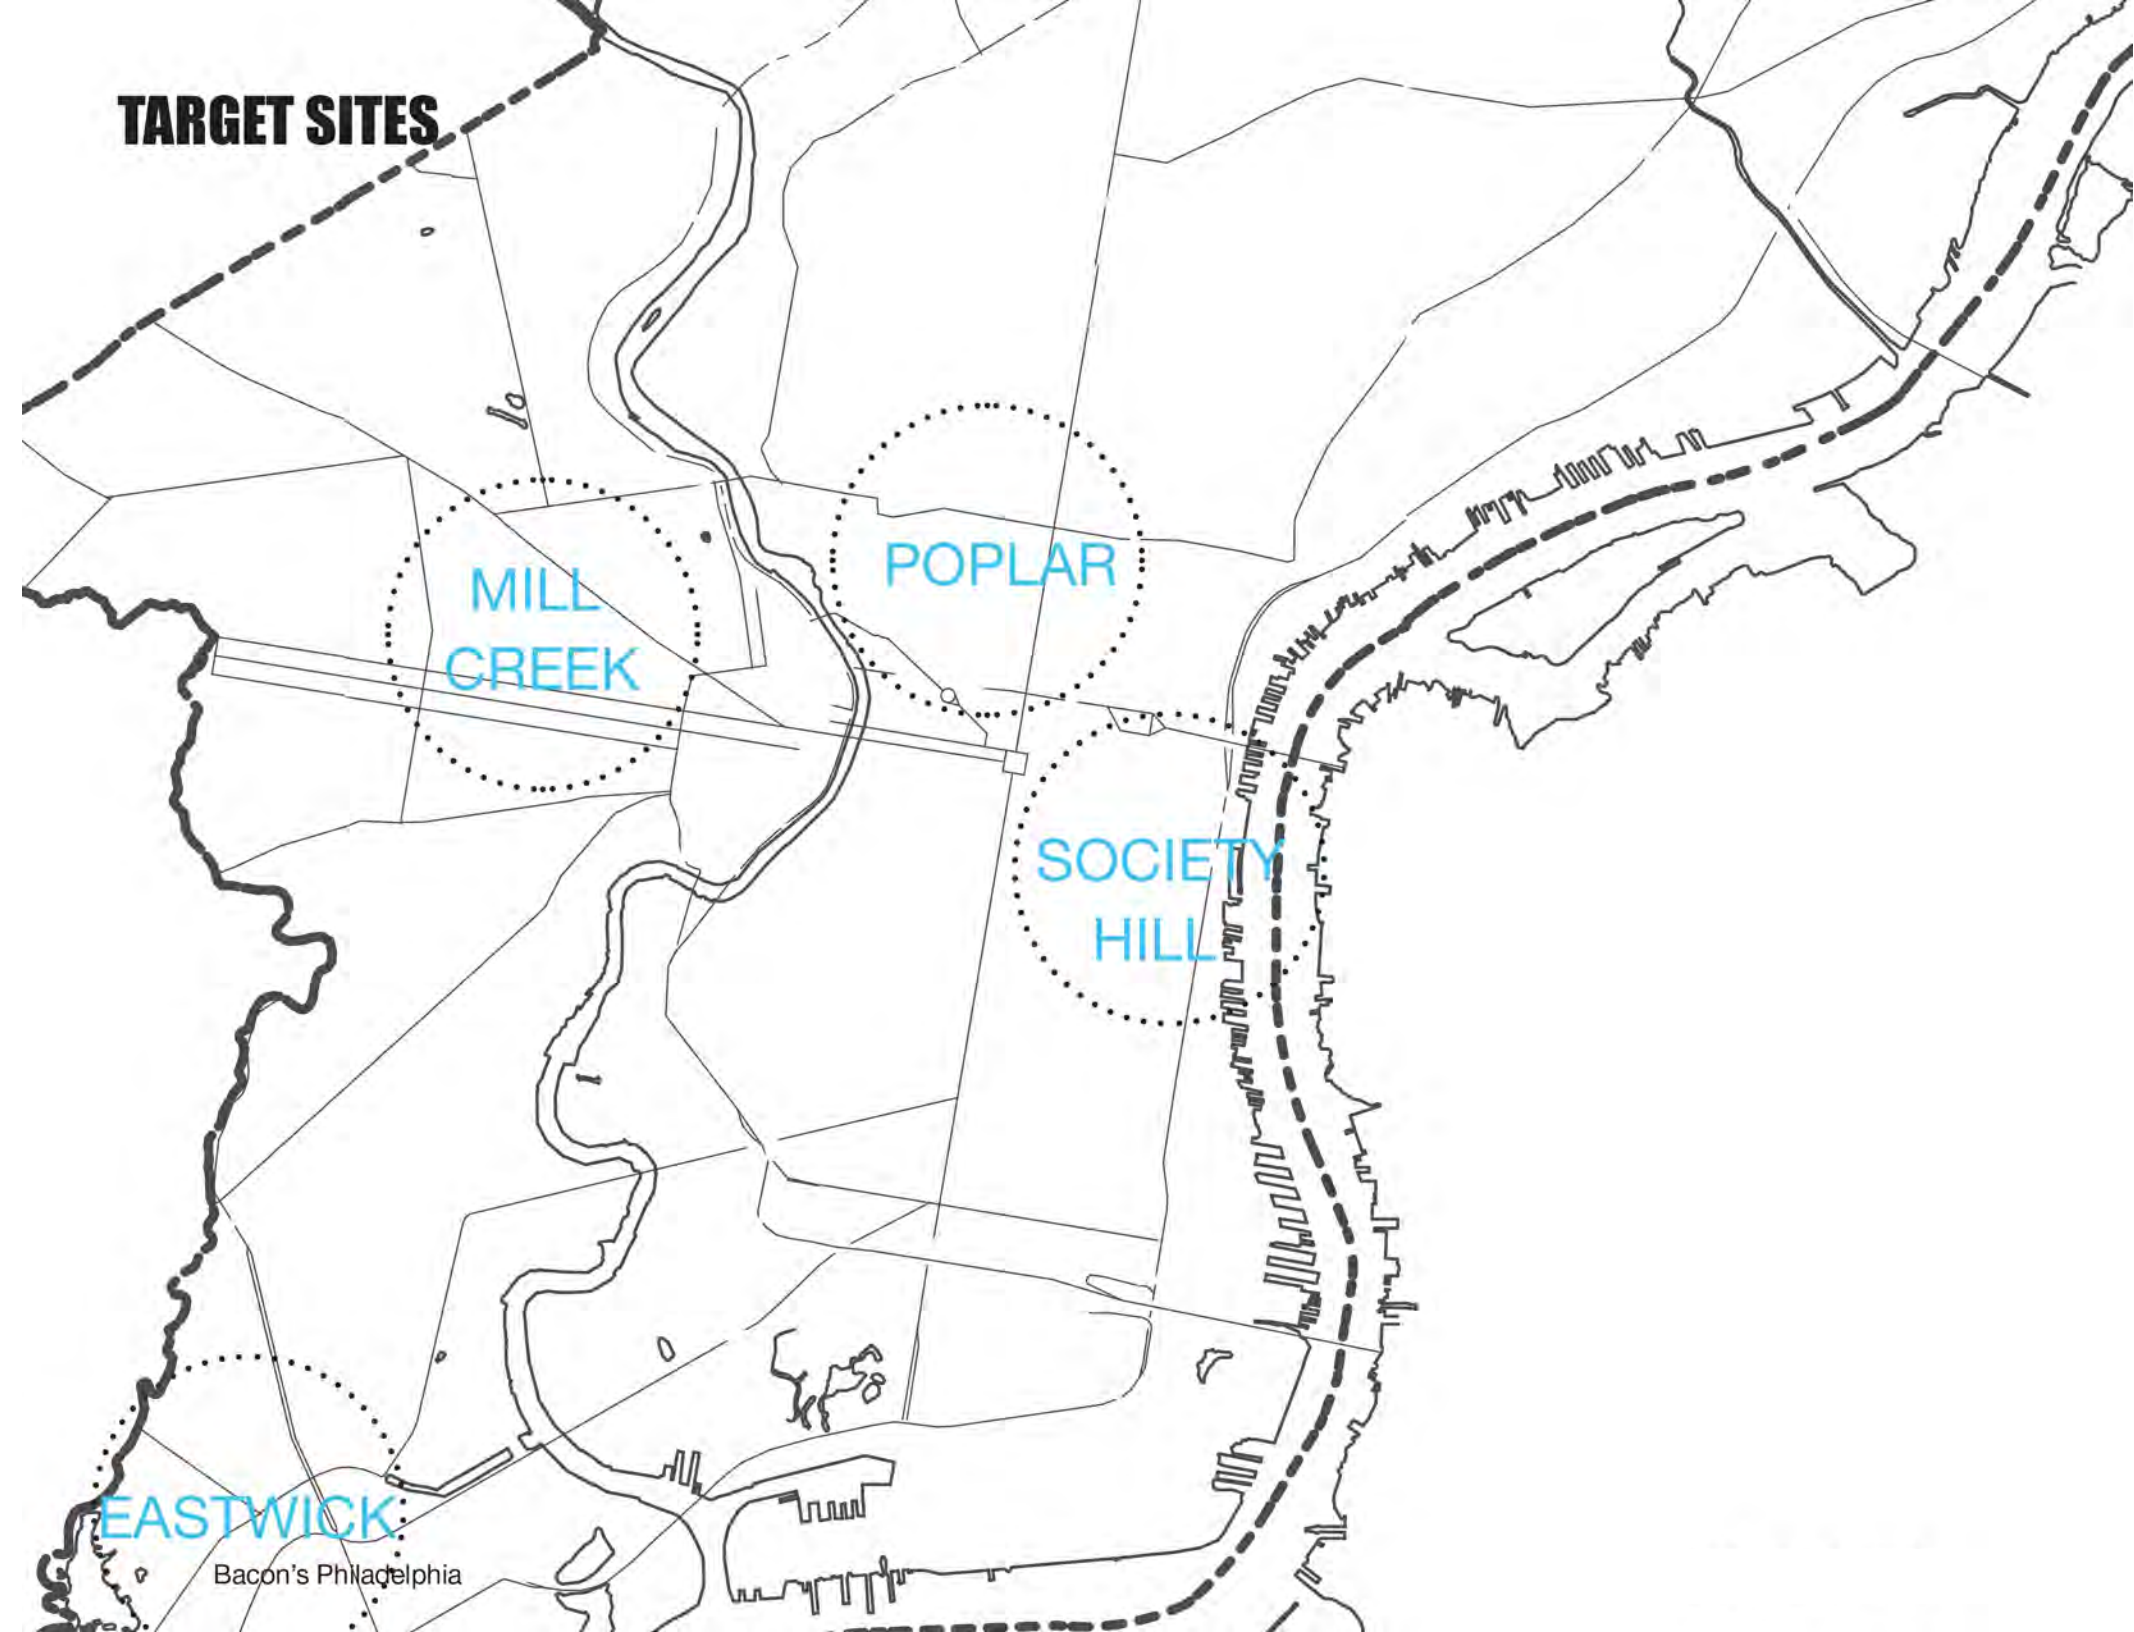 TARGET SITES
POPLAR
MILL
CREEK
SOCIETY
HILL
EASTWICK
Bacon's Philadelphia